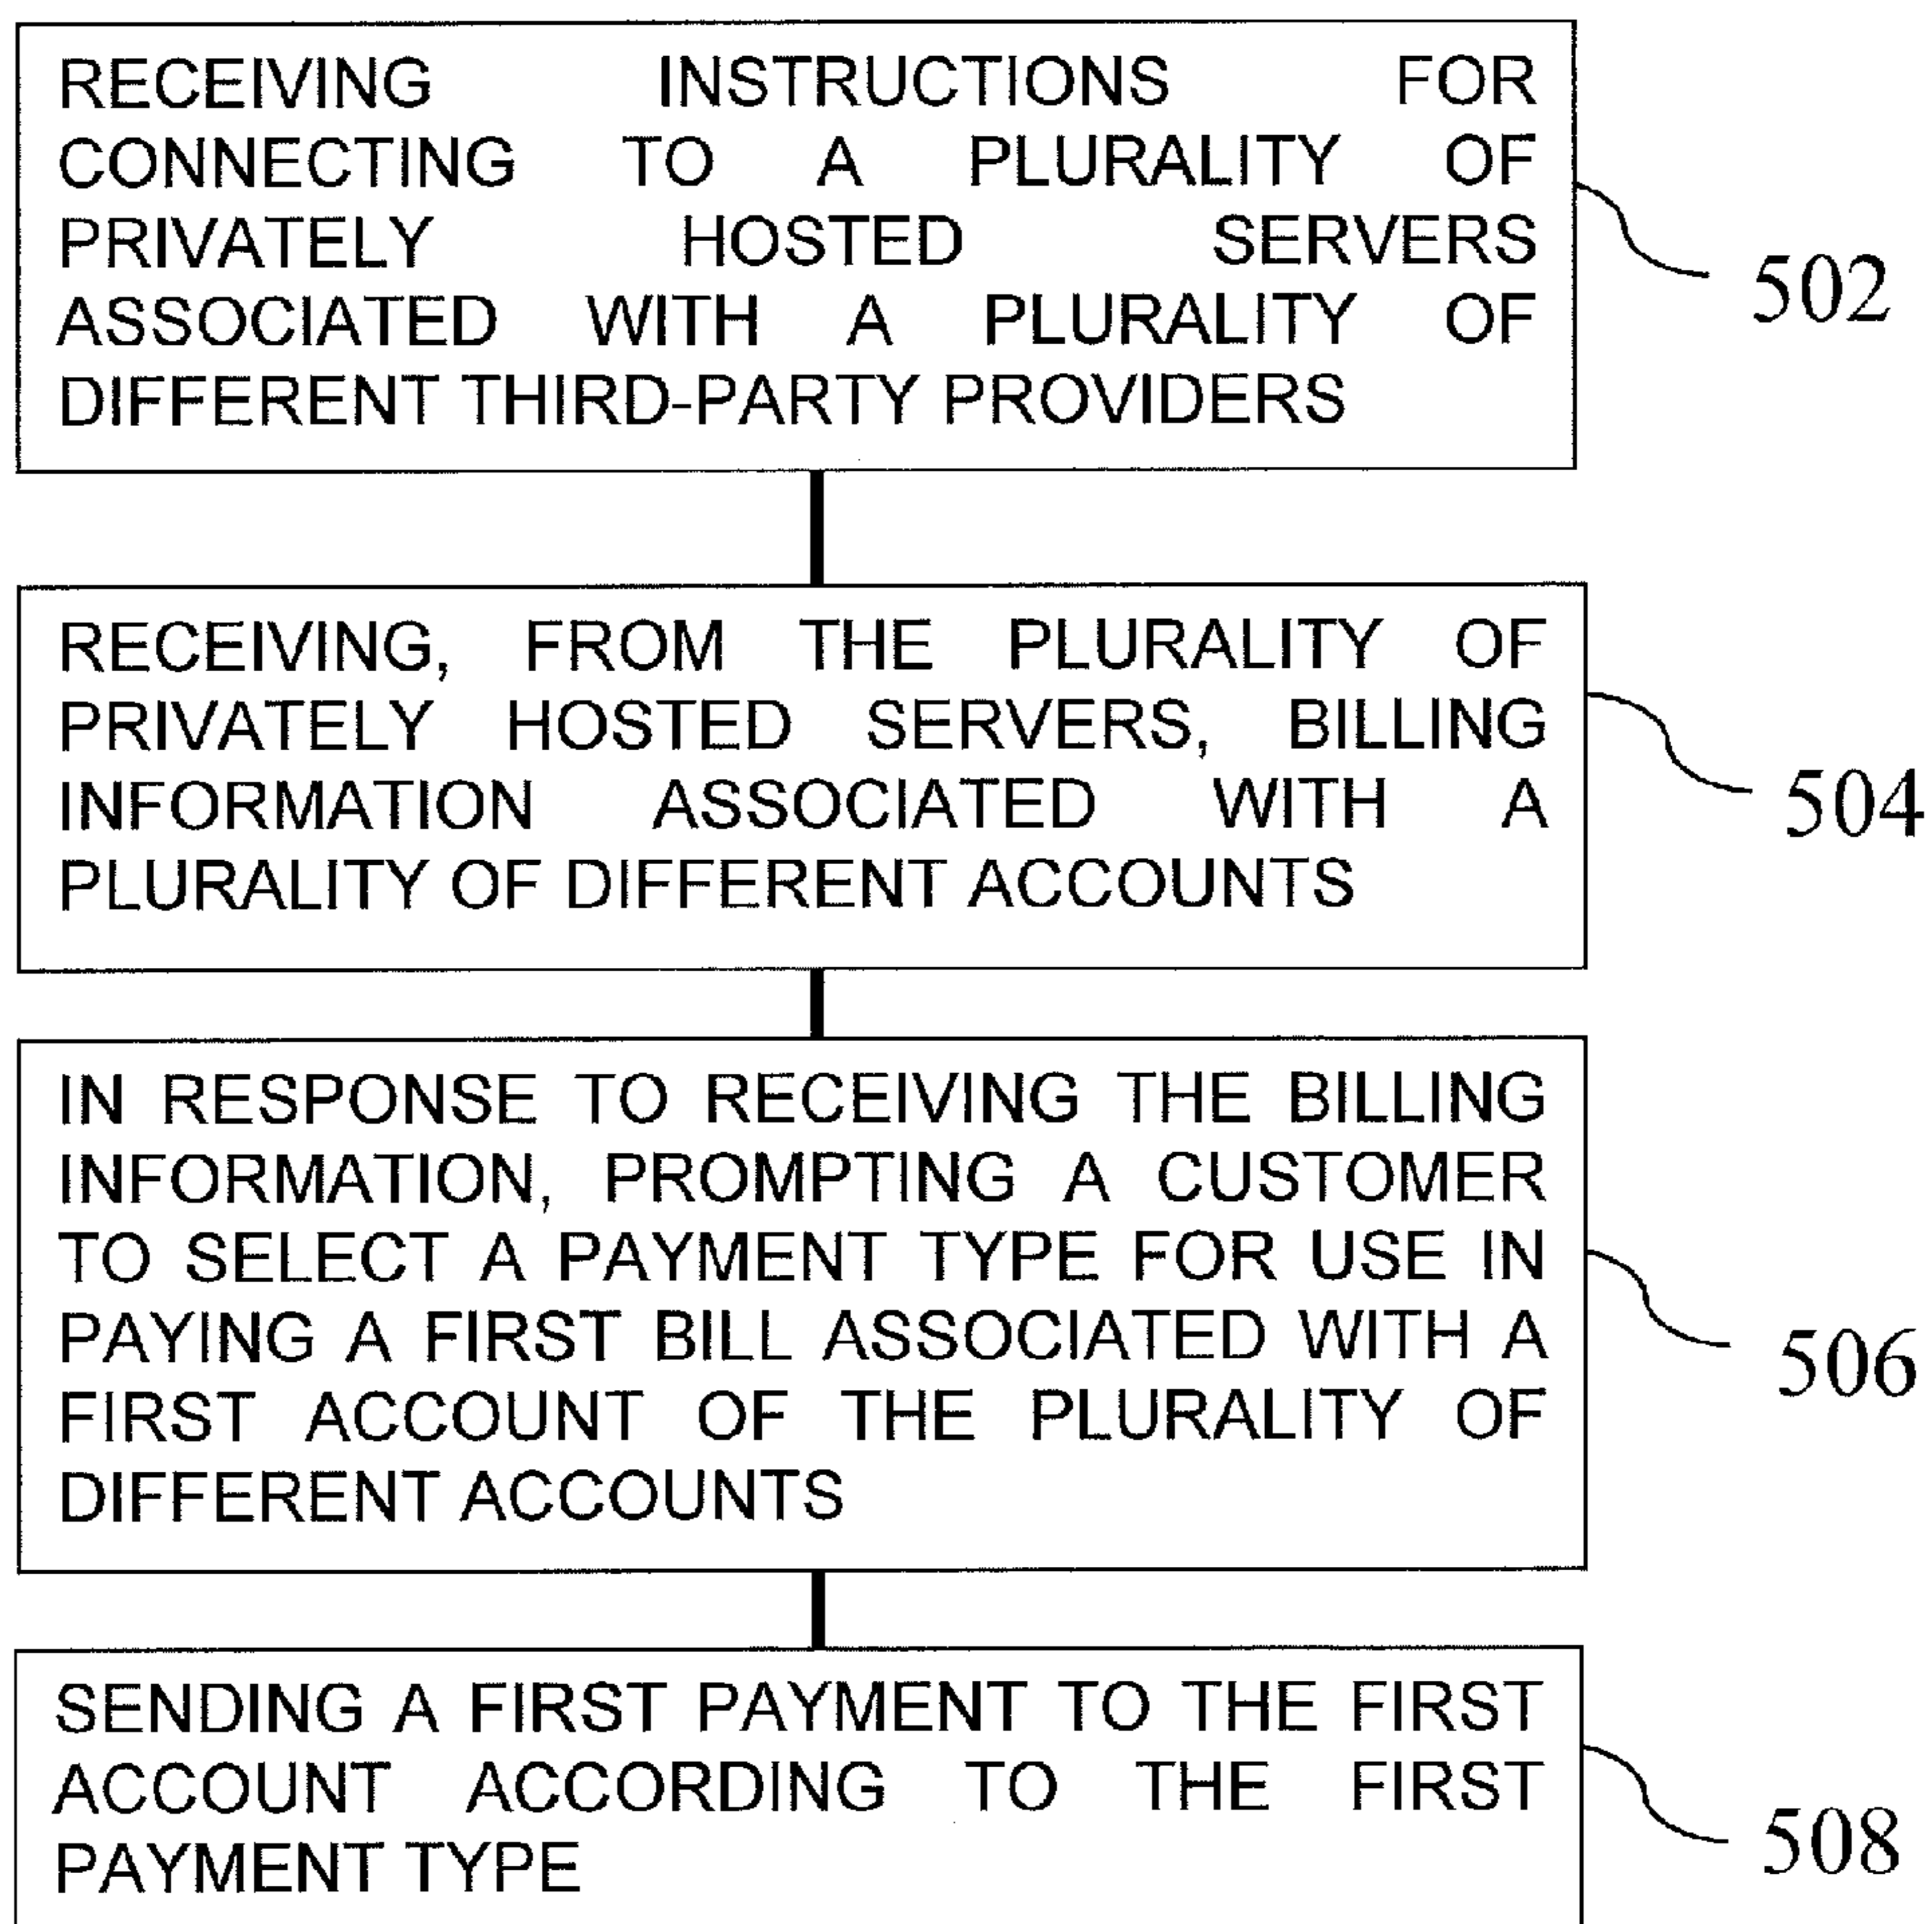 RECEIVING INSTRUCTIONS FOR
CONNECTING TO A PLURALITY OF
PRIVATELY HOSTED SERVERS
ASSOCIATED WITH A PLURALITY OF
DIFFERENT THIRD-PARTY PROVIDERS
502
RECEIVING, FROM THE PLURALITY OF
PRIVATELY HOSTED SERVERS, BILLING
INFORMATION ASSOCIATED WITH A
PLURALITY OF DIFFERENT ACCOUNTS
504
IN RESPONSE TO RECEIVING THE BILLING
INFORMATION, PROMPTING A CUSTOMER
TO SELECT A PAYMENT TYPE FOR USE IN
PAYING A FIRST BILL ASSOCIATED WITH A
FIRST ACCOUNT OF THE PLURALITY OF
DIFFERENT ACCOUNTS
506
SENDING A FIRST PAYMENT TO THE FIRST
ACCOUNT ACCORDING TO THE FIRST
PAYMENT TYPE
508